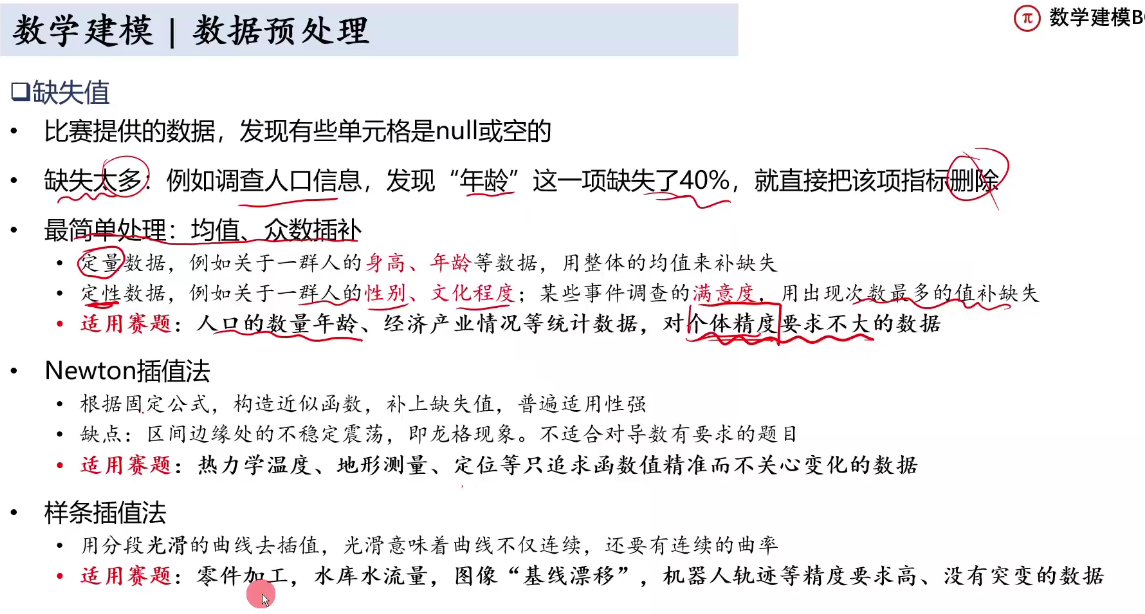 数学建模 | 数据预处理
数学建模B
缺失值
• 比赛提供的数据，发现有些单元格是null或空的
• 缺失太多：例如调查人口信息，发现“年龄”这一项缺失了40%，就直接把该项指标删除
• 最简单处理：均值、众数插补
• 定量数据，例如关于一群人的身高、年龄等数据，用整体的均值来补缺失
• 定性数据，例如关于一群人的性别、文化程度；某些事件调查的满意度，用出现次数最多的值补缺失
• 适用赛题：人口的数量年龄、经济产业情况等统计数据，对个体精度要求不大的数据
• Newton插值法
• 根据固定公式，构造近似函数，补上缺失值，普遍适用性强
• 缺点：区间边缘处的不稳定震荡，即龙格现象。不适合对导数有要求的题目
• 适用赛题：热力学温度、地形测量、定位等只追求函数值精准而不关心变化的数据
• 样条插值法
• 用分段光滑的曲线去插值，光滑意味着曲线不仅连续，还要有连续的曲率
• 适用赛题：零件加工，水库水流量，图像“基线漂移”，机器人轨迹等精度要求高、没有突变的数据